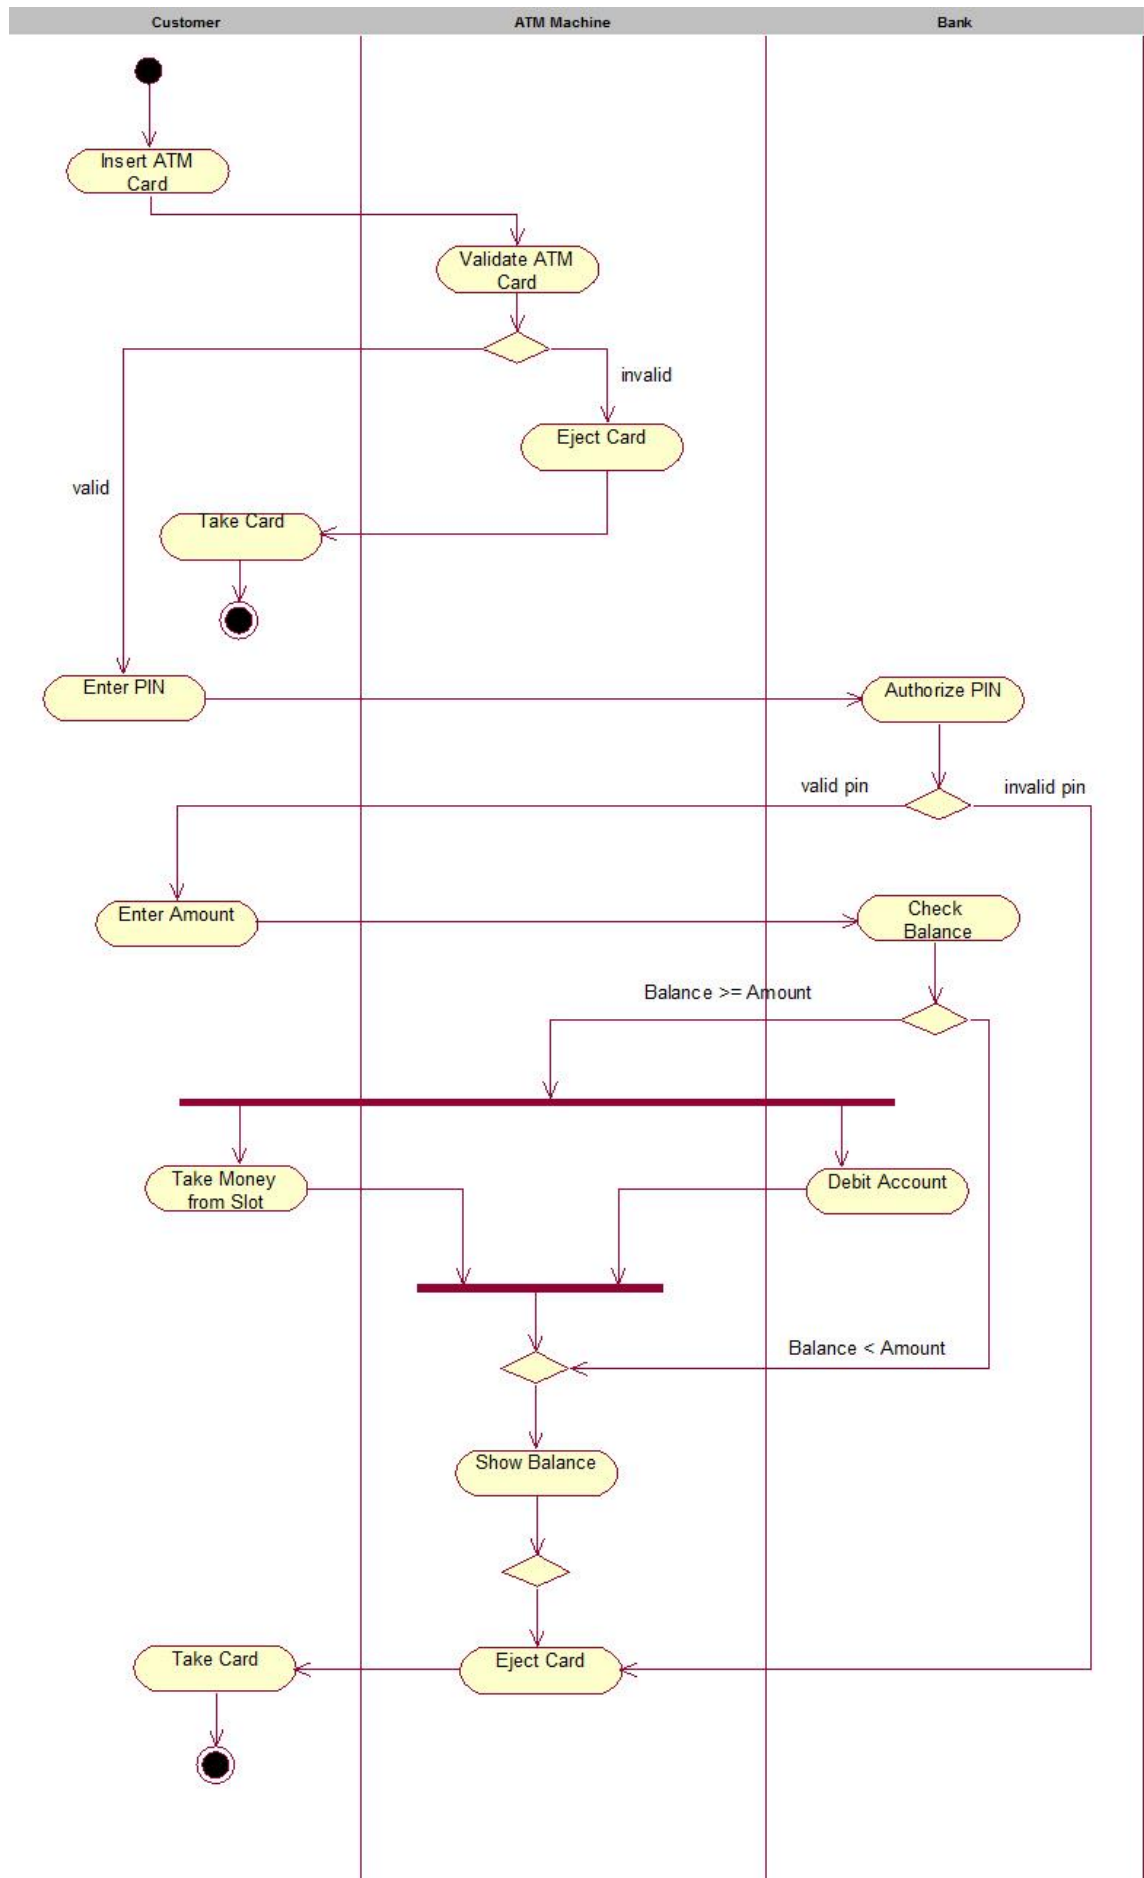 Customer
ATM Machine
Bank
Insert ATM
Card
Validate ATM
Card
invalid
Eject Card
valid
Take Card
Enter PIN
Authorize PIN
valid pin
invalid pin
Enter Amount
Check
Balance
Balance >= Amount
Take Money
from Slot
Debit Account
Balance < Amount
Show Balance
Take Card
Eject Card